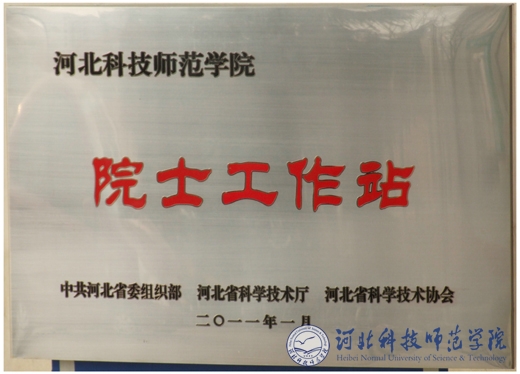 河北科技师范学院
院士工作站
中共河北省委组织部 河北省科学技术厅 河北省科学技术协会
二〇一一年一月
河北科技师范学院
Hebei Normal University of Science & Technology